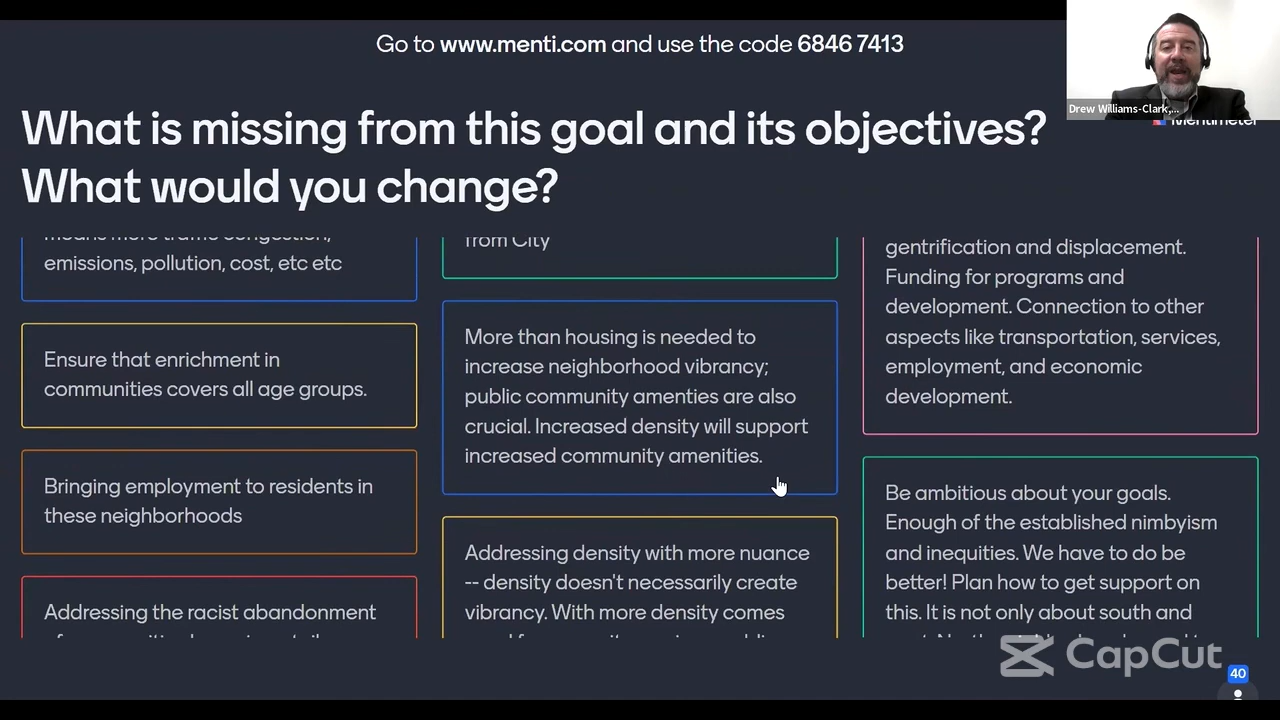 Go to www.menti.com and use the code 6846 7413
Drew Williams-Clark,...
Mentimeter
What is missing from this goal and its objectives?
What would you change?
means more traffic congestion,
emissions, pollution, cost, etc etc
Ensure that enrichment in
communities covers all age groups.
Bringing employment to residents in
these neighborhoods
Addressing the racist abandonment
from City
More than housing is needed to
increase neighborhood vibrancy;
public community amenties are also
crucial. Increased density will support
increased community amenities.
Addressing density with more nuance
-- density doesn't necessarily create
vibrancy. With more density comes
gentrification and displacement.
Funding for programs and
development. Connection to other
aspects like transportation, services,
employment, and economic
development.
Be ambitious about your goals.
Enough of the established nimbyism
and inequities. We have to do be
better! Plan how to get support on
this. It is not only about south and
CapCut
40